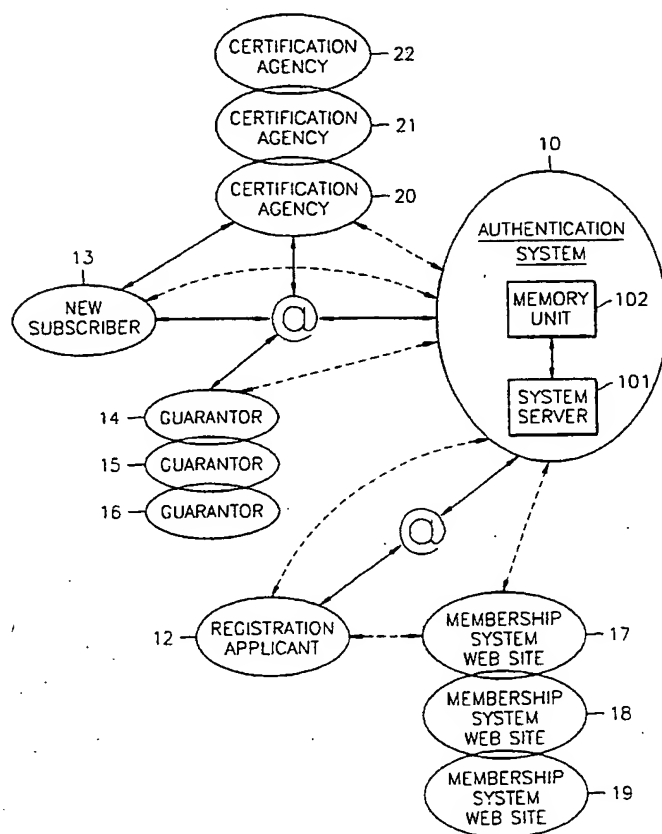 CERTIFICATION
AGENCY
22
CERTIFICATION
AGENCY
21
CERTIFICATION
AGENCY
20
10
AUTHENTICATION
SYSTEM
MEMORY
UNIT
102
SYSTEM
SERVER
101
13
NEW
SUBSCRIBER
@
14
GUARANTOR
15
GUARANTOR
16
GUARANTOR
@
12
REGISTRATION
APPLICANT
MEMBERSHIP
SYSTEM
WEB SITE
17
MEMBERSHIP
SYSTEM
WEB SITE
18
MEMBERSHIP
SYSTEM
WEB SITE
19